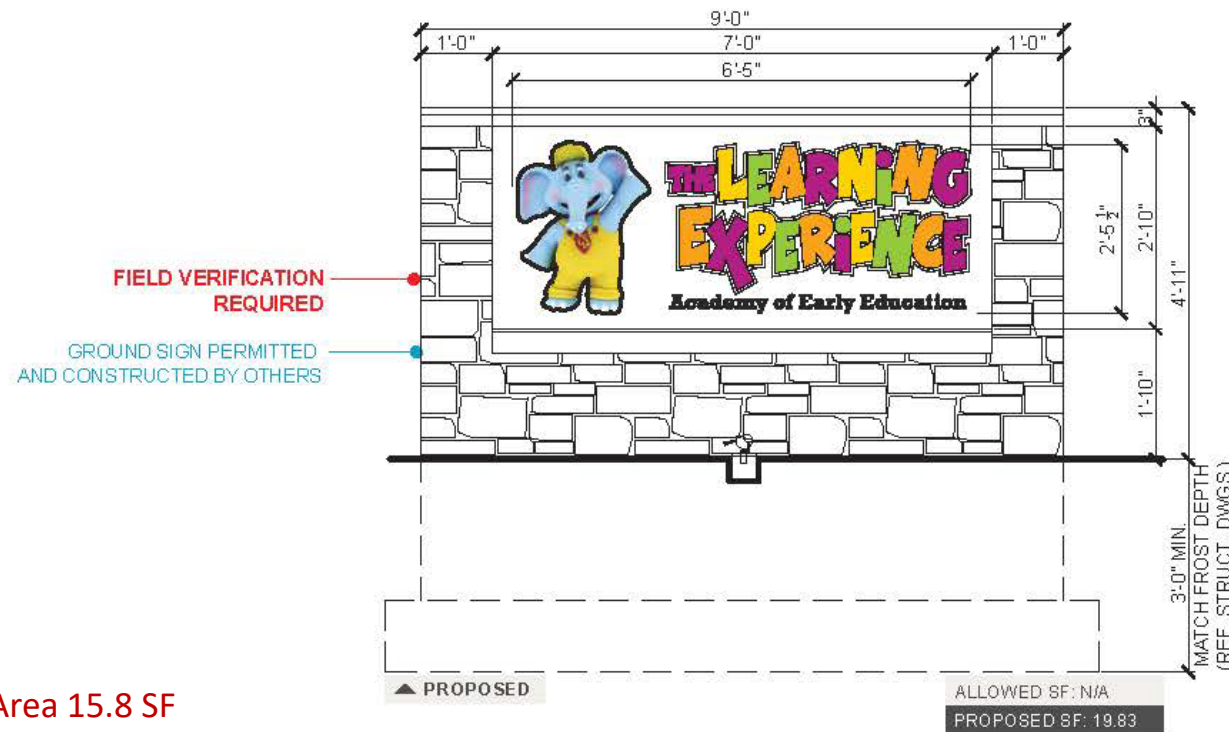 9'-0"
1'-0"
7'-0"
1'-0"
6'-5"
3"
THE LEARNING
EXPERIENCE
Academy of Early Education
2'-5 1/2"
2'-10"
4'-11"
1'-10"
FIELD VERIFICATION
REQUIRED
GROUND SIGN PERMITTED
AND CONSTRUCTED BY OTHERS
3'-0" MIN.
MATCH FROST DEPTH
(REF. STRUCT. DWGS.)
PROPOSED
Area 15.8 SF
ALLOWED SF: N/A
PROPOSED SF: 19.83